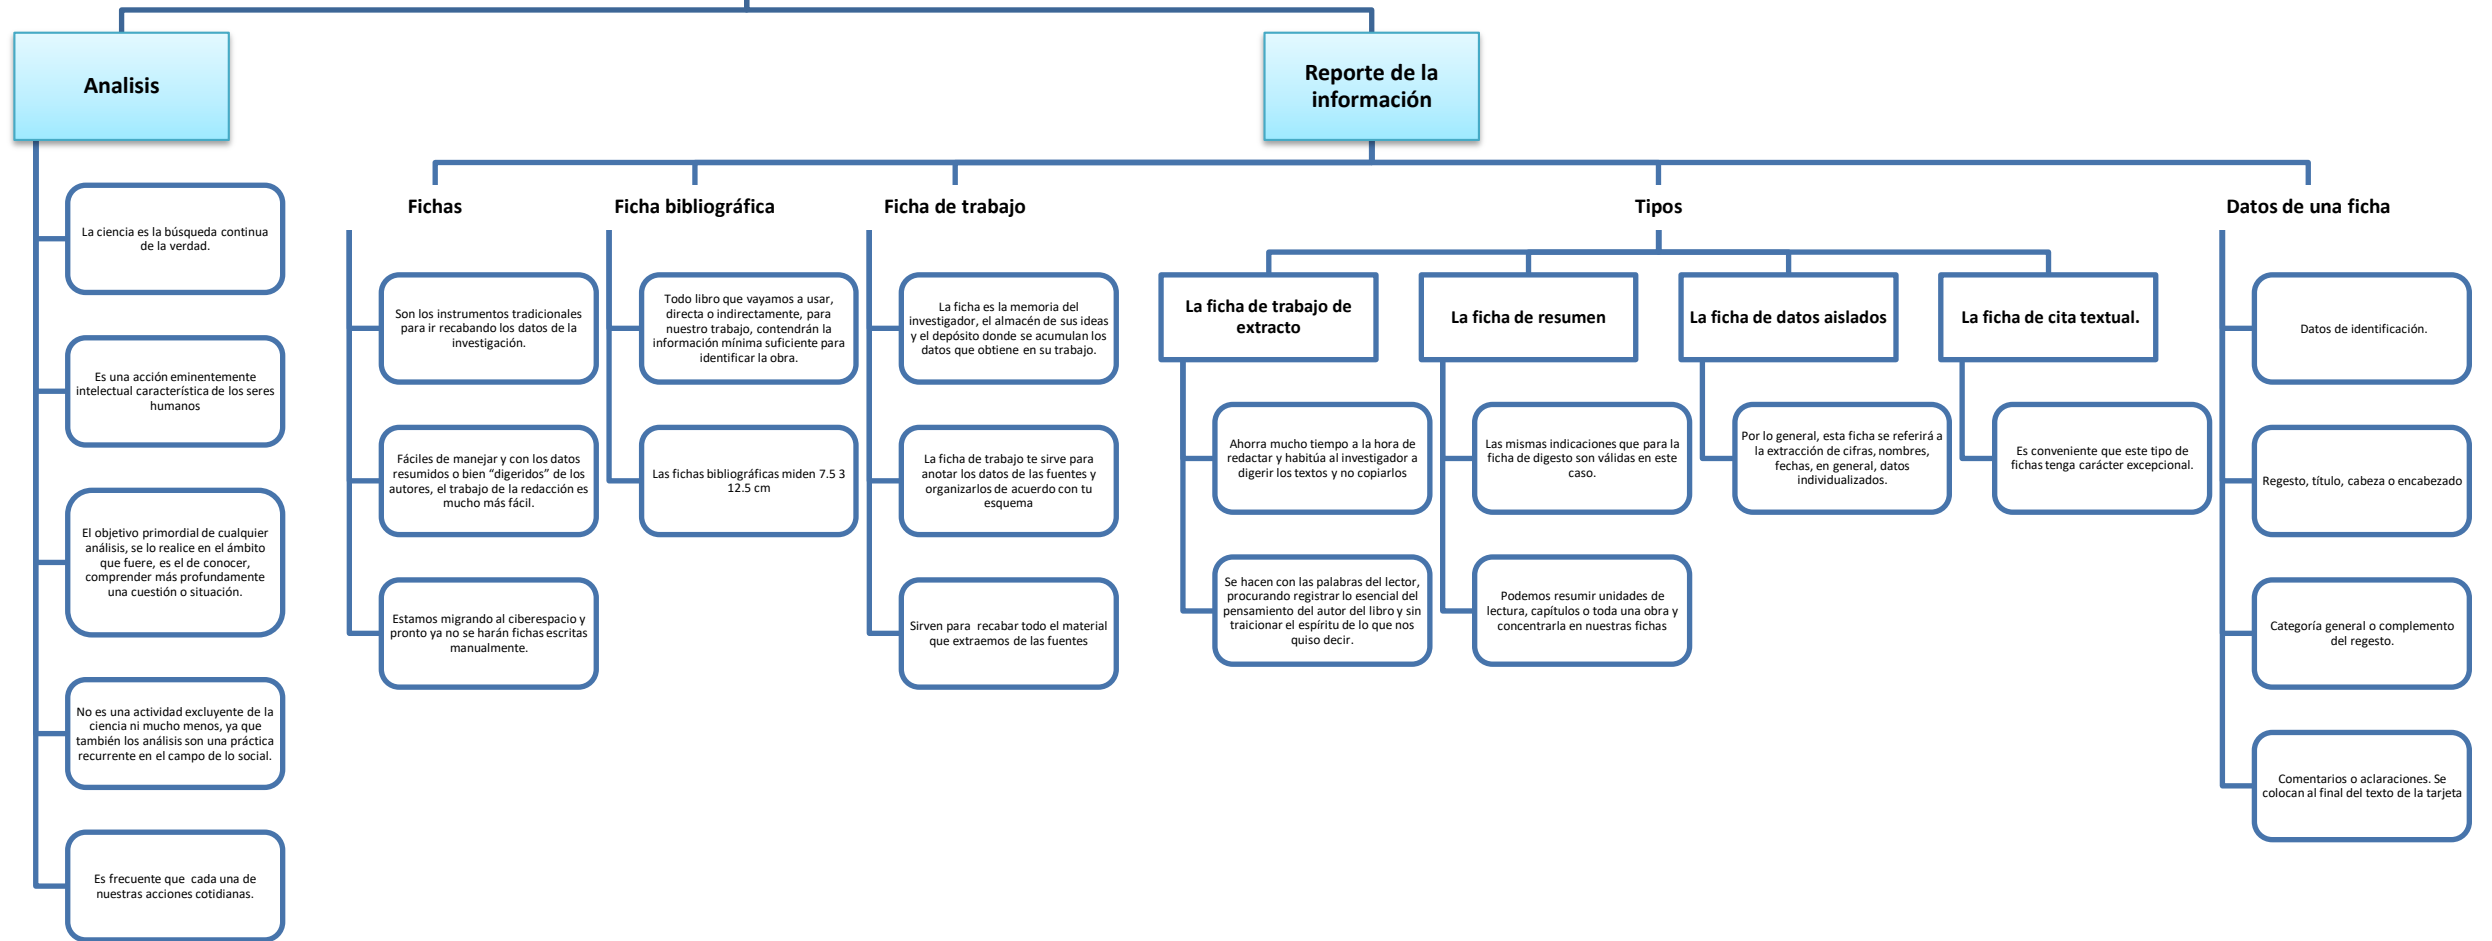 Analisis
La ciencia es la búsqueda continua
de la verdad.
Es una acción eminentemente
intelectual característica de los seres
humanos
El objetivo primordial de cualquier
análisis, se lo realice en el ámbito
que fuere, es el de conocer,
comprender más profundamente
una cuestión o situación.
No es una actividad excluyente de la
ciencia ni mucho menos, ya que
también los análisis son una práctica
recurrente en el campo de lo social.
Es frecuente que  cada una de
nuestras acciones cotidianas.
Reporte de la
información
Fichas
Son los instrumentos tradicionales
para ir recabando los datos de la
investigación.
Fáciles de manejar y con los datos
resumidos o bien “digeridos” de los
autores, el trabajo de la redacción es
mucho más fácil.
Estamos migrando al ciberespacio y
pronto ya no se harán fichas escritas
manualmente.
Ficha bibliográfica
Todo libro que vayamos a usar,
directa o indirectamente, para
nuestro trabajo, contendrán la
información mínima suficiente para
identificar la obra.
Las fichas bibliográficas miden 7.5 3
12.5 cm
Ficha de trabajo
La ficha es la memoria del
investigador, el almacén de sus ideas
y el depósito donde se acumulan los
datos que obtiene en su trabajo.
La ficha de trabajo te sirve para
anotar los datos de las fuentes y
organizarlos de acuerdo con tu
esquema
Sirven para  recabar todo el material
que extraemos de las fuentes
Tipos
La ficha de trabajo de
extracto
Ahorra mucho tiempo a la hora de
redactar y habitúa al investigador a
digerir los textos y no copiarlos
Se hacen con las palabras del lector,
procurando registrar lo esencial del
pensamiento del autor del libro y sin
traicionar el espíritu de lo que nos
quiso decir.
La ficha de resumen
Las mismas indicaciones que para la
ficha de digesto son válidas en este
caso.
Podemos resumir unidades de
lectura, capítulos o toda una obra y
concentrarla en nuestras fichas
La ficha de datos aislados
Por lo general, esta ficha se referirá a
la extracción de cifras, nombres,
fechas, en general, datos
individualizados.
La ficha de cita textual.
Es conveniente que este tipo de
fichas tenga carácter excepcional.
Datos de una ficha
Datos de identificación.
Regesto, título, cabeza o encabezado
Categoría general o complemento
del regesto.
Comentarios o aclaraciones. Se
colocan al final del texto de la tarjeta